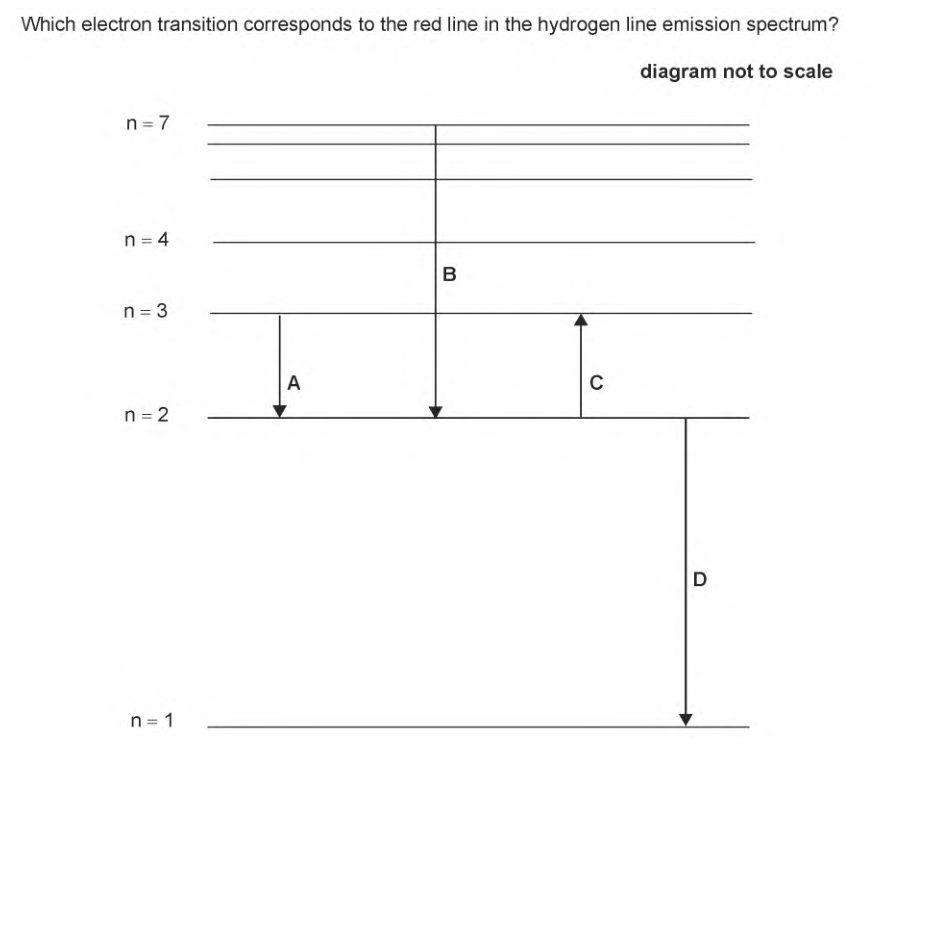 Which electron transition corresponds to the red line in the hydrogen line emission spectrum?
diagram not to scale
n = 7
n = 4
B
n = 3
A
C
n = 2
D
n = 1